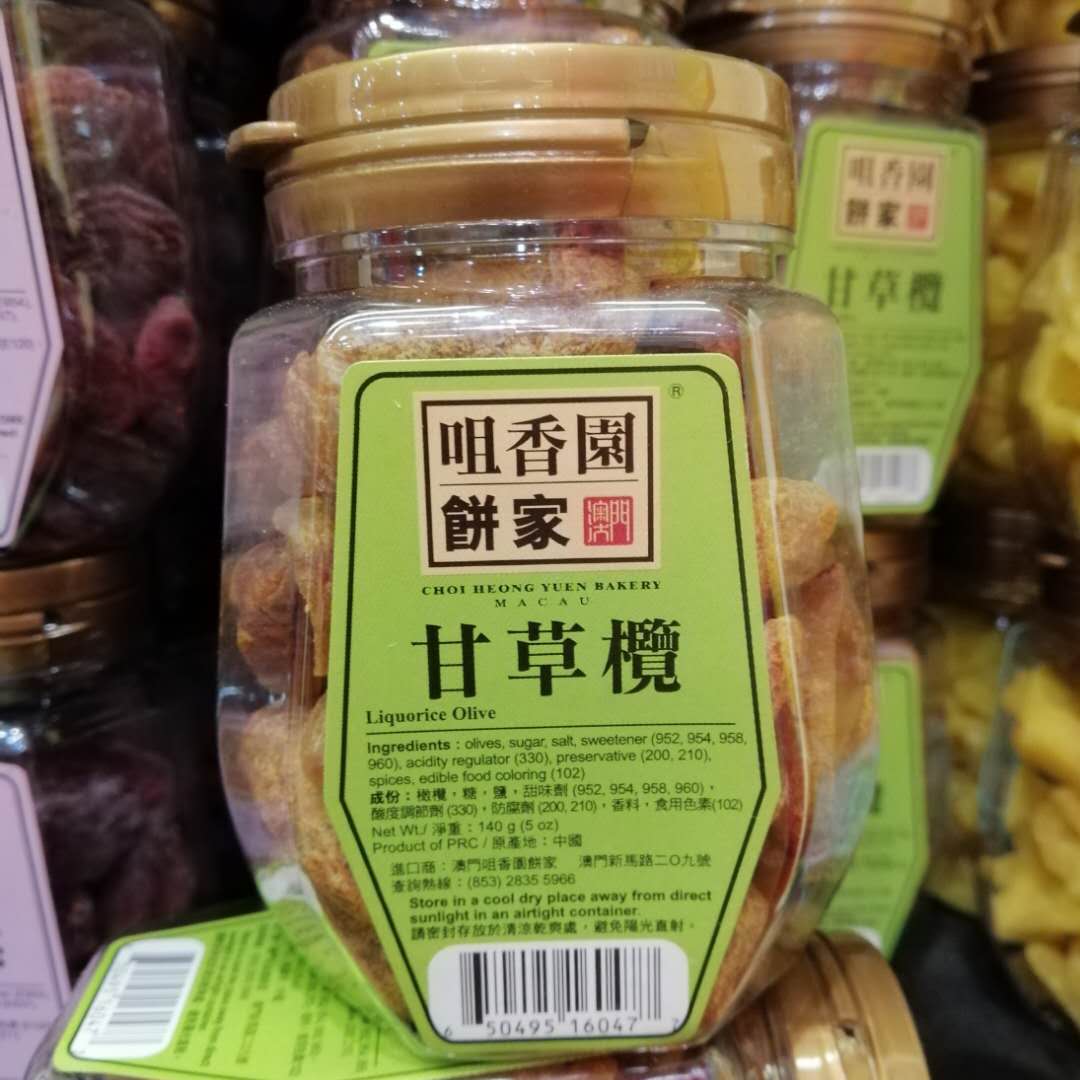 咀香園
餅家 澳門
®
CHOI HEONG YUEN BAKERY
MACAU
甘草欖
Liquorice Olive
Ingredients : olives, sugar, salt, sweetener (952, 954, 958,
960), acidity regulator (330), preservative (200, 210),
spices, edible food coloring (102)
成份：橄欖，糖，鹽，甜味劑 (952, 954, 958, 960)，
酸度調節劑 (330)，防腐劑 (200, 210)，香料，食用色素(102)
Net Wt./ 淨重：140 g (5 oz)
Product of PRC / 原產地：中國
進口商：澳門咀香園餅家 澳門新馬路二○九號
查詢熱線：(853) 2835 5966
Store in a cool dry place away from direct
sunlight in an airtight container.
請密封存放於清涼乾爽處，避免陽光直射。
6 50495 16047 7
咀香園
餅家
甘草欖